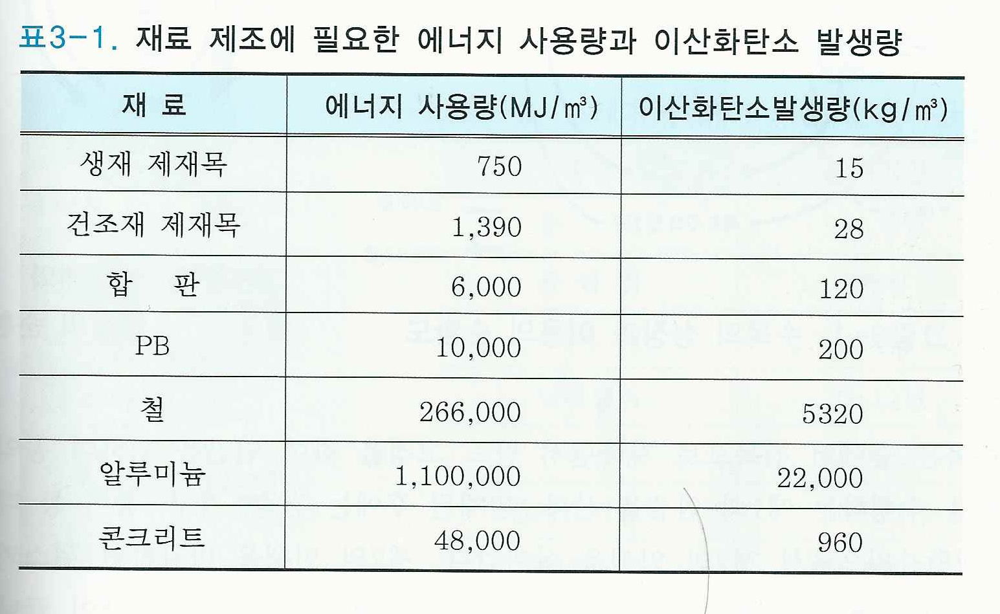 표3-1. 재료 제조에 필요한 에너지 사용량과 이산화탄소 발생량
재 료 에너지 사용량(MJ/㎥) 이산화탄소발생량(kg/㎥)
생재 제재목 750 15
건조재 제재목 1,390 28
합 판 6,000 120
PB 10,000 200
철 266,000 5320
알루미늄 1,100,000 22,000
콘크리트 48,000 960